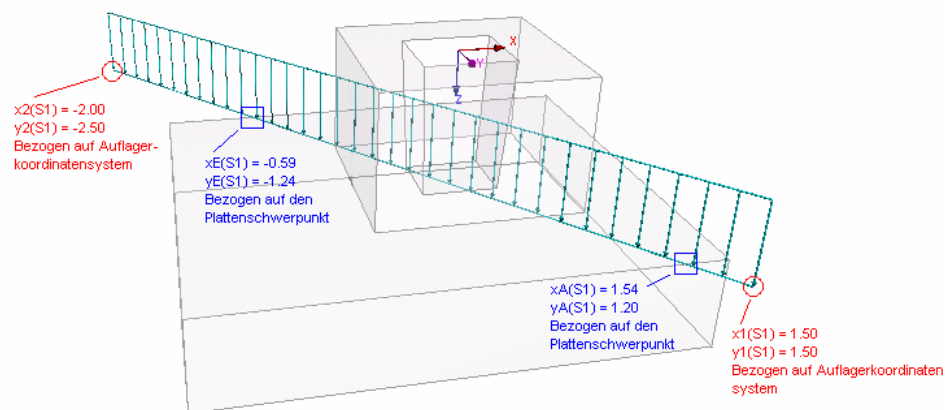 X
Y
Z
x2(S1) = -2.00
y2(S1) = -2.50
Bezogen auf Auflager-
koordinatensystem
xE(S1) = -0.59
yE(S1) = -1.24
Bezogen auf den
Plattenschwerpunkt
xA(S1) = 1.54
yA(S1) = 1.20
Bezogen auf den
Plattenschwerpunkt
x1(S1) = 1.50
y1(S1) = 1.50
Bezogen auf Auflagerkoordinaten
system